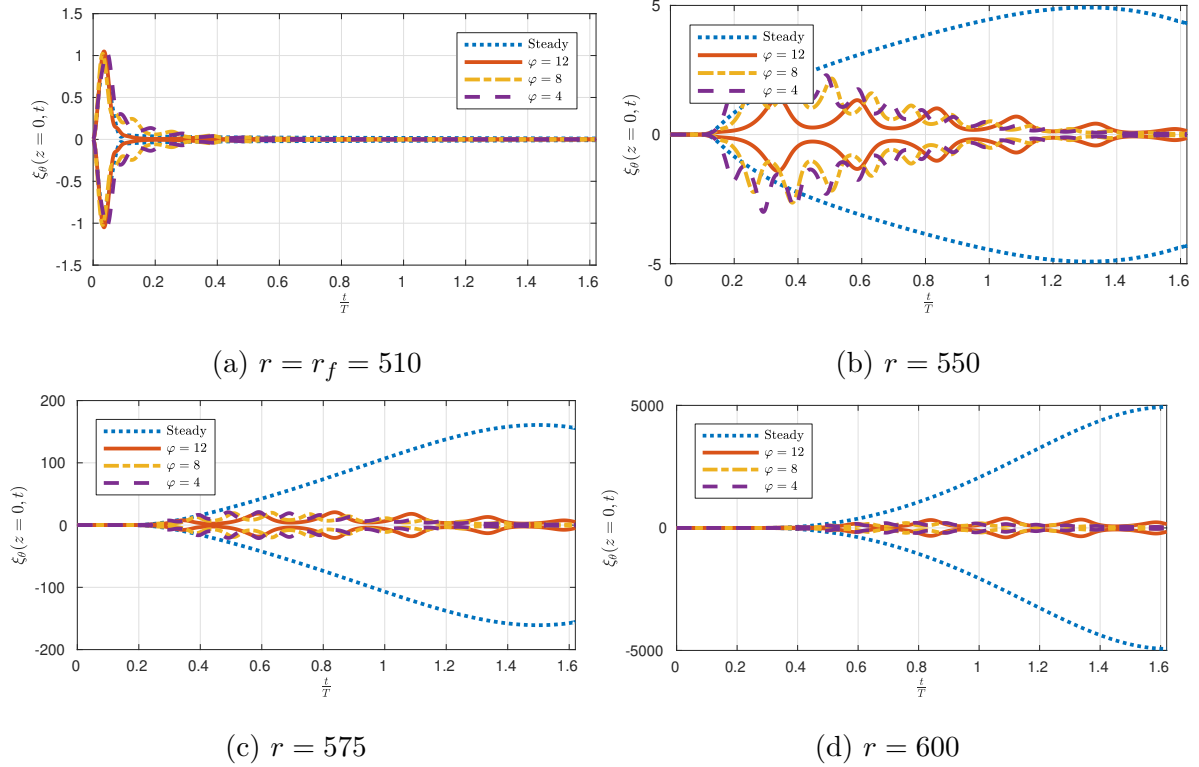 1.5
1
0.5
0
-0.5
-1
-1.5
ξ_θ(z = 0, t)
0 0.2 0.4 0.6 0.8 1 1.2 1.4 1.6
t/T
Steady
φ = 12
φ = 8
φ = 4
(a) r = r_f = 510
5
0
-5
ξ_θ(z = 0, t)
0 0.2 0.4 0.6 0.8 1 1.2 1.4 1.6
t/T
Steady
φ = 12
φ = 8
φ = 4
(b) r = 550
200
100
0
-100
-200
ξ_θ(z = 0, t)
0 0.2 0.4 0.6 0.8 1 1.2 1.4 1.6
t/T
Steady
φ = 12
φ = 8
φ = 4
(c) r = 575
5000
0
-5000
ξ_θ(z = 0, t)
0 0.2 0.4 0.6 0.8 1 1.2 1.4 1.6
t/T
Steady
φ = 12
φ = 8
φ = 4
(d) r = 600